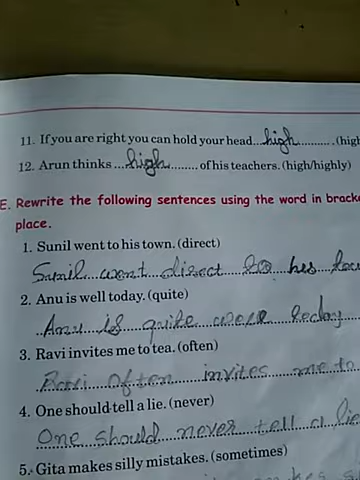 11. If you are right you can hold your head...high.......... (high
12. Arun thinks ...high........ of his teachers. (high/highly)
E. Rewrite the following sentences using the word in bracke
place.
1. Sunil went to his town. (direct)
Sunil went direct to his tow
2. Anu is well today. (quite)
Anu is quite well today
3. Ravi invites me to tea. (often)
Ravi often invites me to
4. One should tell a lie. (never)
One should never tell a lie
5. Gita makes silly mistakes. (sometimes)